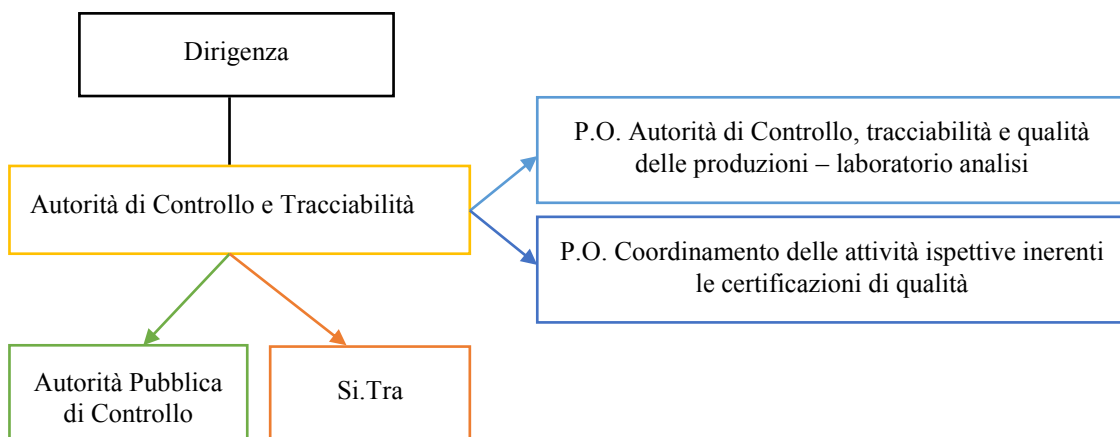 Dirigenza
P.O. Autorità di Controllo, tracciabilità e qualità
delle produzioni – laboratorio analisi
Autorità di Controllo e Tracciabilità
P.O. Coordinamento delle attività ispettive inerenti
le certificazioni di qualità
Autorità Pubblica
di Controllo
Si.Tra